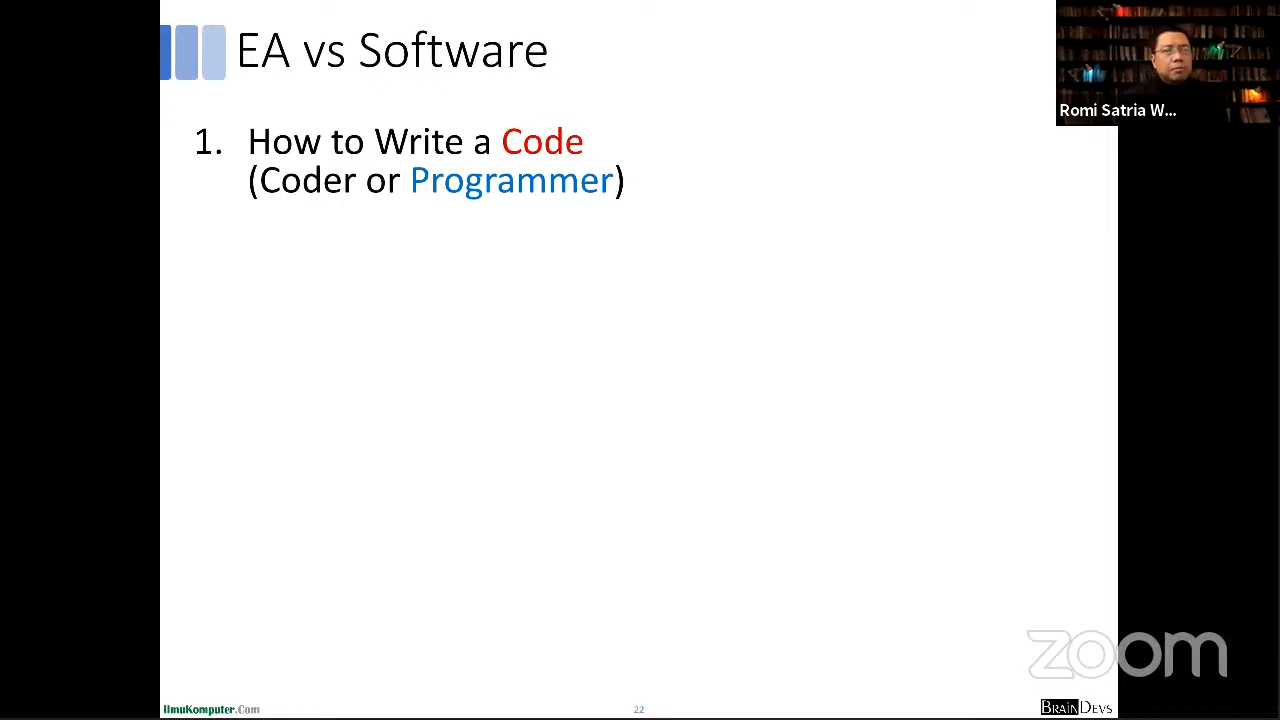 EA vs Software
Romi Satria W...
1. How to Write a Code
(Coder or Programmer)
zoom
IlmuKomputer.Com
22
BRAINDEVS